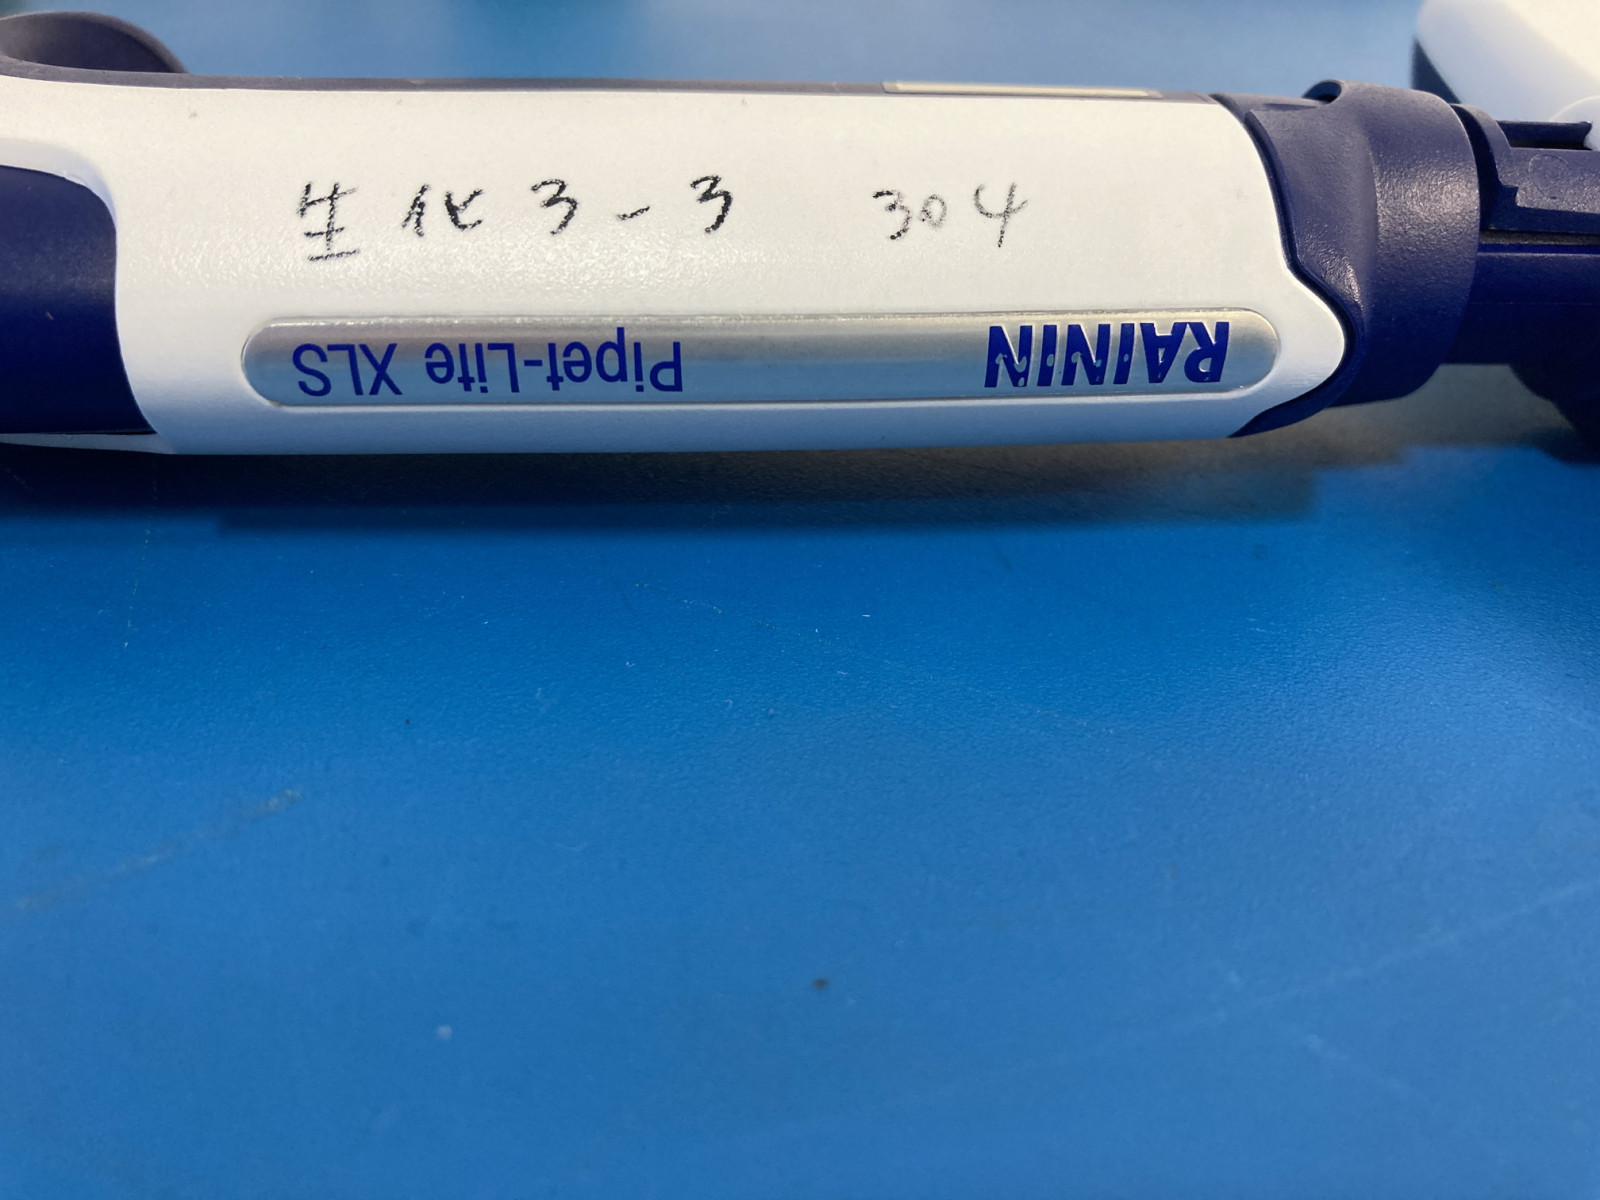 生化3-3 304
RAININ Pipet-Lite XLS